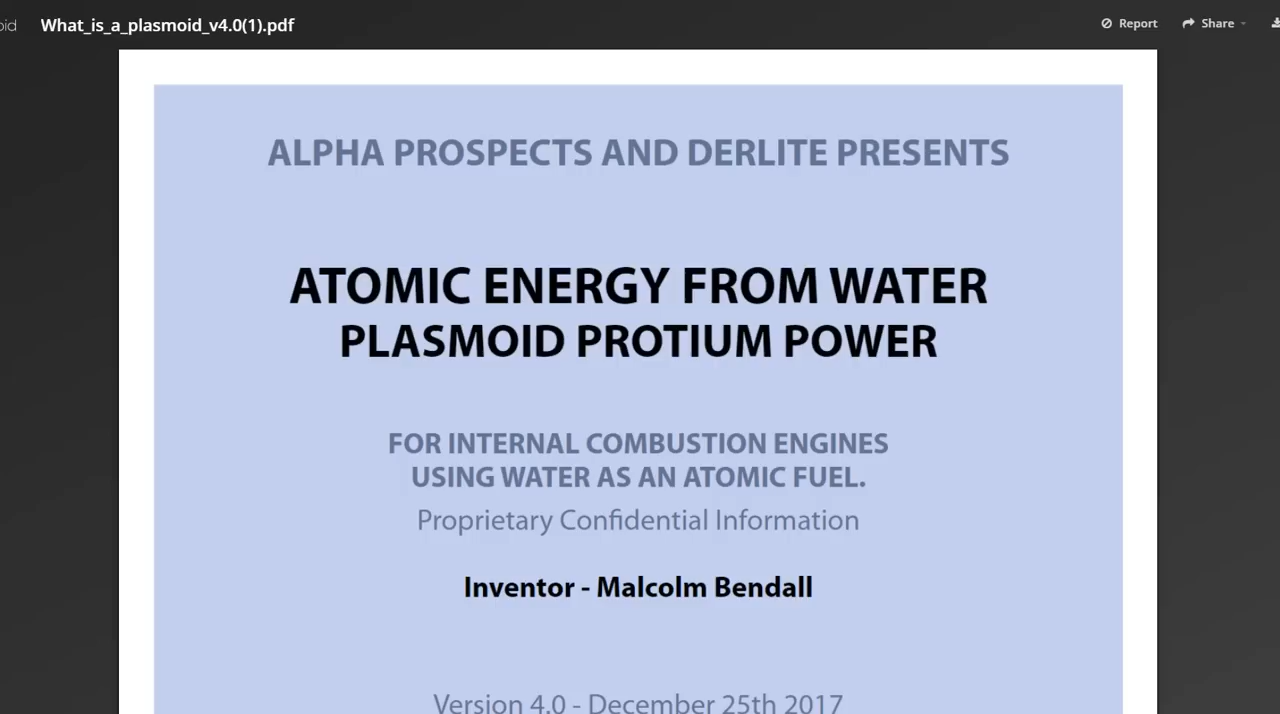 oid What_is_a_plasmoid_v4.0(1).pdf Report Share
ALPHA PROSPECTS AND DERLITE PRESENTS
ATOMIC ENERGY FROM WATER
PLASMOID PROTIUM POWER
FOR INTERNAL COMBUSTION ENGINES
USING WATER AS AN ATOMIC FUEL.
Proprietary Confidential Information
Inventor - Malcolm Bendall
Version 4.0 - December 25th 2017